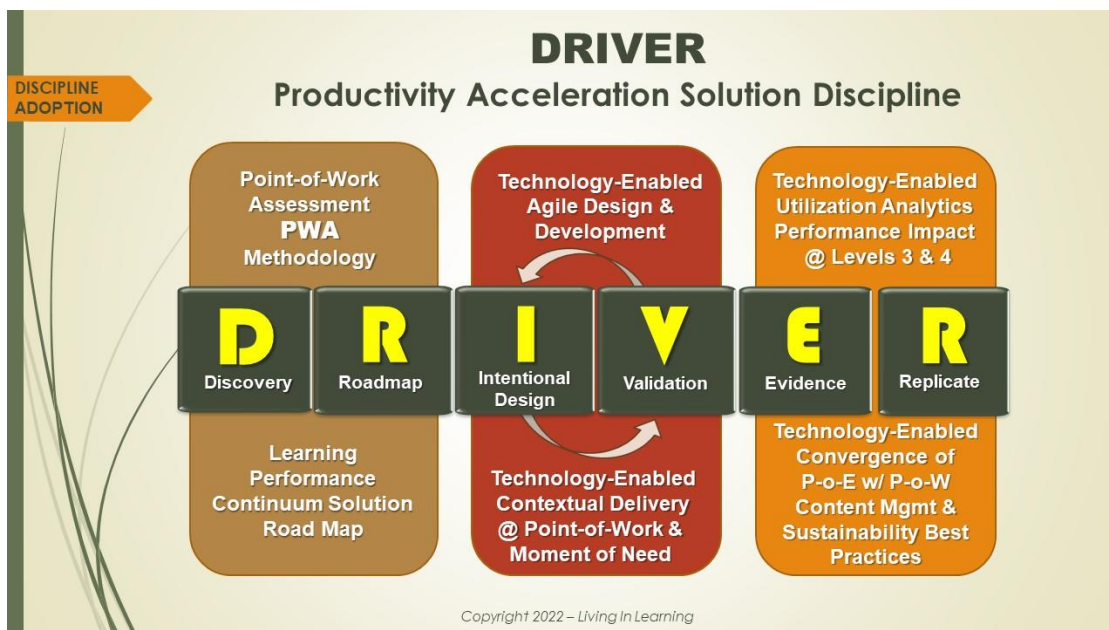 DRIVER
Productivity Acceleration Solution Discipline
DISCIPLINE
ADOPTION
Point-of-Work
Assessment
PWA
Methodology
Technology-Enabled
Agile Design &
Development
Technology-Enabled
Utilization Analytics
Performance Impact
@ Levels 3 & 4
D
Discovery
R
Roadmap
I
Intentional
Design
V
Validation
E
Evidence
R
Replicate
Learning
Performance
Continuum Solution
Road Map
Technology-Enabled
Contextual Delivery
@ Point-of-Work &
Moment of Need
Technology-Enabled
Convergence of
P-o-E w/ P-o-W
Content Mgmt &
Sustainability Best
Practices
Copyright 2022 – Living In Learning